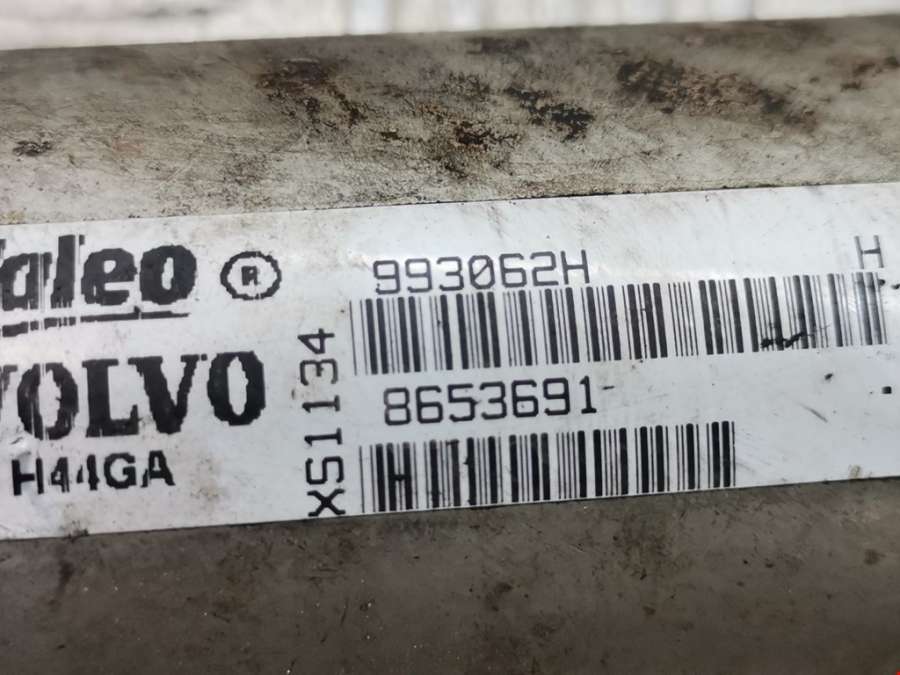 Valeo ®
VOLVO
H44GA
XS1134
993062H
H
8653691
H